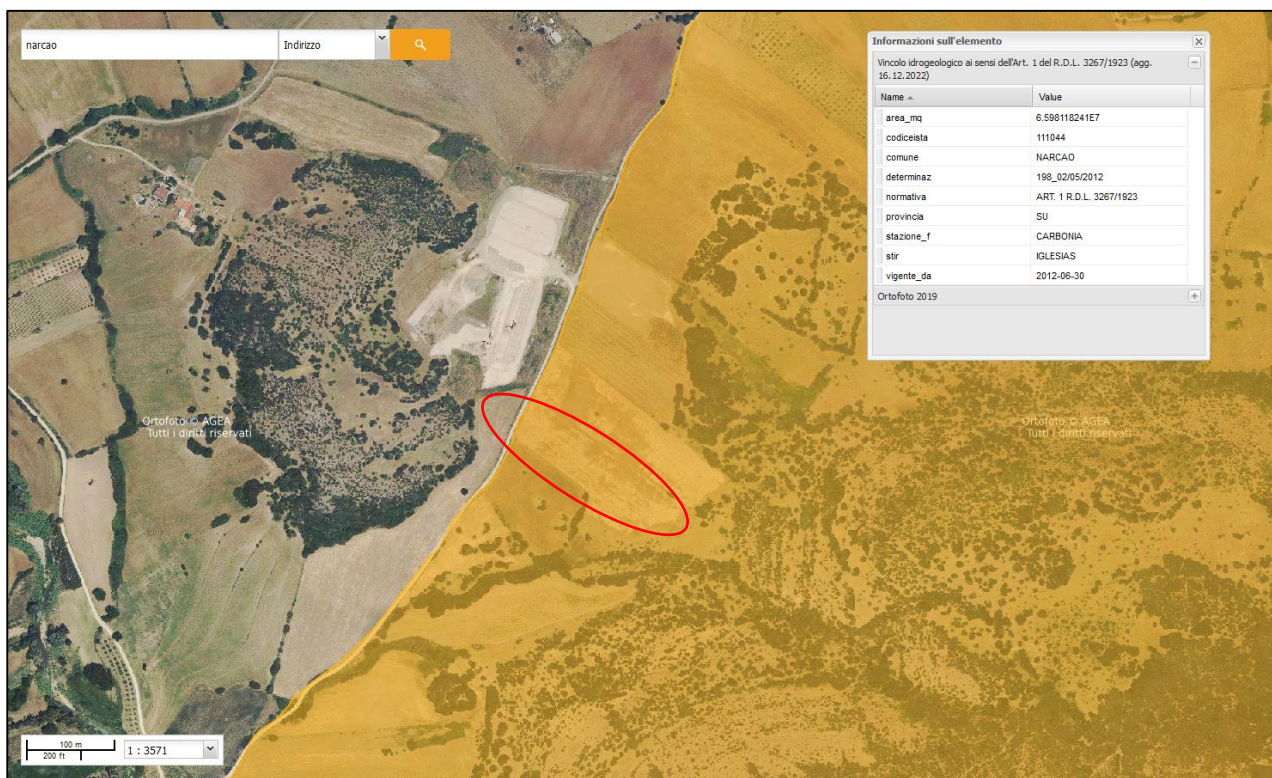 narcao
Indirizzo
Informazioni sull'elemento
Vincolo idrogeologico ai sensi dell'Art. 1 del R.D.L. 3267/1923 (agg.
16.12.2022)
Name Value
area_mq 6.598118241E7
codiceista 111044
comune NARCAO
determinaz 198_02/05/2012
normativa ART. 1 R.D.L. 3267/1923
provincia SU
stazione_f CARBONIA
stir IGLESIAS
vigente_da 2012-06-30
Ortofoto 2019
Ortofoto © AGEA
Tutti i diritti riservati
Ortofoto © AGEA
Tutti i diritti riservati
100 m
200 ft
1 : 3571